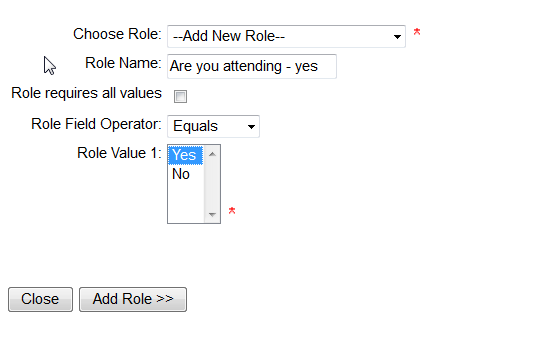 Choose Role: --Add New Role-- *
Role Name: Are you attending - yes
Role requires all values
Role Field Operator: Equals
Role Value 1: Yes
No
*
Close Add Role >>